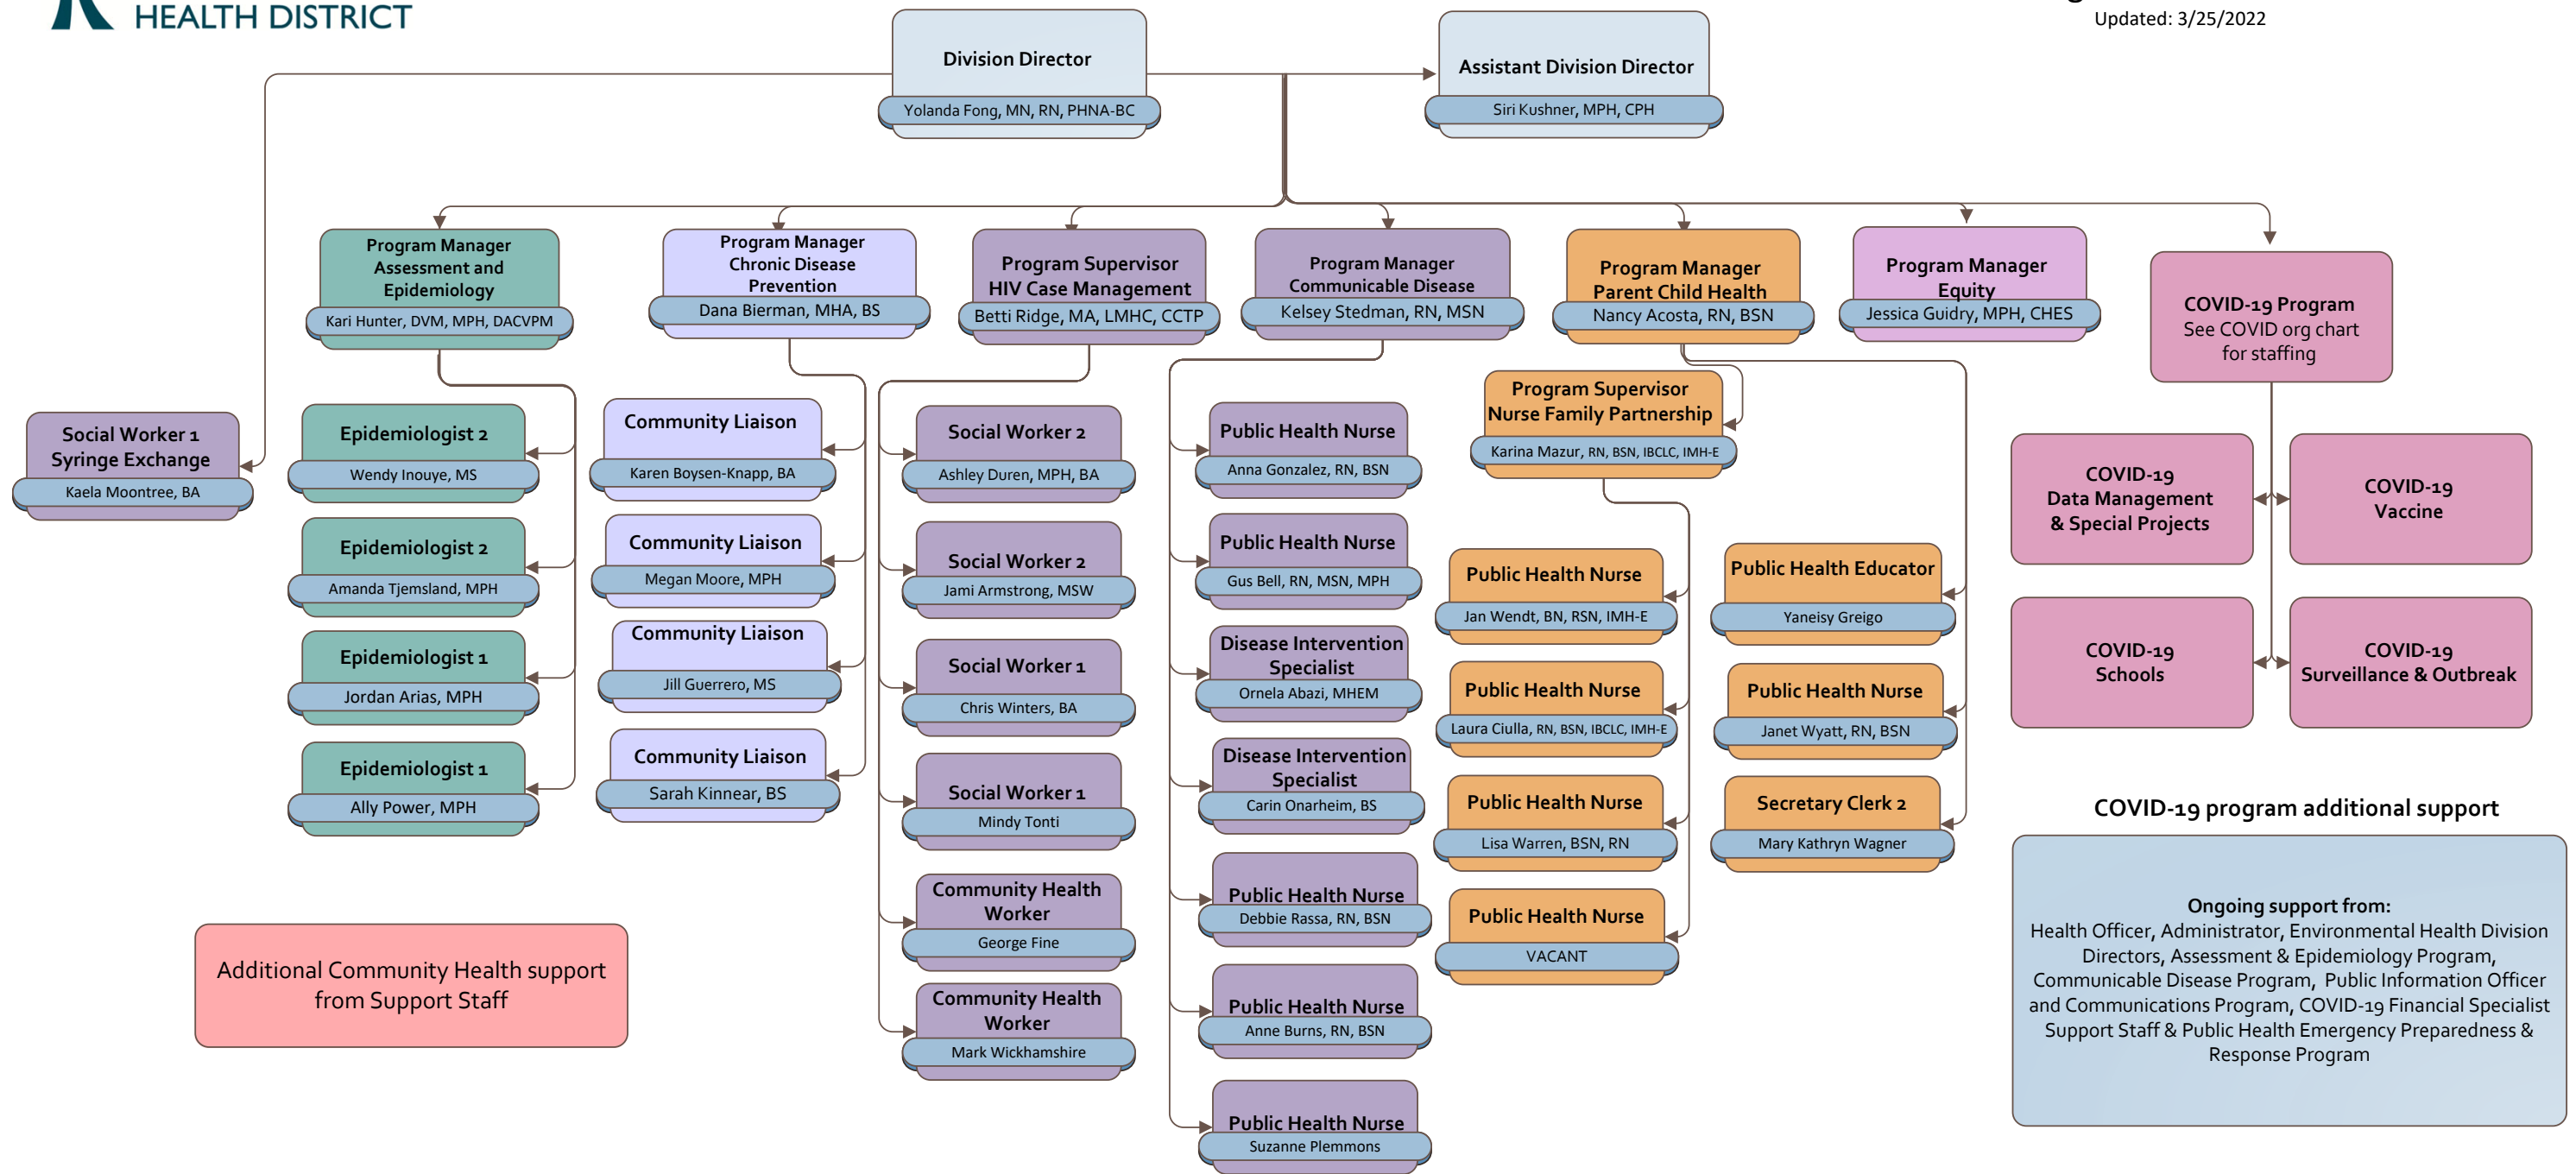 HEALTH DISTRICT
Updated: 3/25/2022
Division Director
Yolanda Fong, MN, RN, PHNA-BC
Assistant Division Director
Siri Kushner, MPH, CPH
Social Worker 1
Syringe Exchange
Kaela Moontree, BA
Program Manager
Assessment and
Epidemiology
Kari Hunter, DVM, MPH, DACVPM
Epidemiologist 2
Wendy Inouye, MS
Epidemiologist 2
Amanda Tjemsland, MPH
Epidemiologist 1
Jordan Arias, MPH
Epidemiologist 1
Ally Power, MPH
Program Manager
Chronic Disease
Prevention
Dana Bierman, MHA, BS
Community Liaison
Karen Boysen-Knapp, BA
Community Liaison
Megan Moore, MPH
Community Liaison
Jill Guerrero, MS
Community Liaison
Sarah Kinnear, BS
Program Supervisor
HIV Case Management
Betti Ridge, MA, LMHC, CCTP
Social Worker 2
Ashley Duren, MPH, BA
Social Worker 2
Jami Armstrong, MSW
Social Worker 1
Chris Winters, BA
Social Worker 1
Mindy Tonti
Community Health
Worker
George Fine
Community Health
Worker
Mark Wickhamshire
Program Manager
Communicable Disease
Kelsey Stedman, RN, MSN
Public Health Nurse
Anna Gonzalez, RN, BSN
Public Health Nurse
Gus Bell, RN, MSN, MPH
Disease Intervention
Specialist
Ornela Abazi, MHEM
Disease Intervention
Specialist
Carin Onarheim, BS
Public Health Nurse
Debbie Rassa, RN, BSN
Public Health Nurse
Anne Burns, RN, BSN
Public Health Nurse
Suzanne Plemmons
Program Manager
Parent Child Health
Nancy Acosta, RN, BSN
Program Supervisor
Nurse Family Partnership
Karina Mazur, RN, BSN, IBCLC, IMH-E
Public Health Nurse
Jan Wendt, BN, RSN, IMH-E
Public Health Nurse
Laura Ciulla, RN, BSN, IBCLC, IMH-E
Public Health Nurse
Lisa Warren, BSN, RN
Public Health Nurse
VACANT
Public Health Educator
Yaneisy Greigo
Public Health Nurse
Janet Wyatt, RN, BSN
Secretary Clerk 2
Mary Kathryn Wagner
Program Manager
Equity
Jessica Guidry, MPH, CHES
COVID-19 Program
See COVID org chart
for staffing
COVID-19
Data Management
& Special Projects
COVID-19
Vaccine
COVID-19
Schools
COVID-19
Surveillance & Outbreak
Additional Community Health support
from Support Staff
COVID-19 program additional support
Ongoing support from:
Health Officer, Administrator, Environmental Health Division
Directors, Assessment & Epidemiology Program,
Communicable Disease Program, Public Information Officer
and Communications Program, COVID-19 Financial Specialist
Support Staff & Public Health Emergency Preparedness &
Response Program